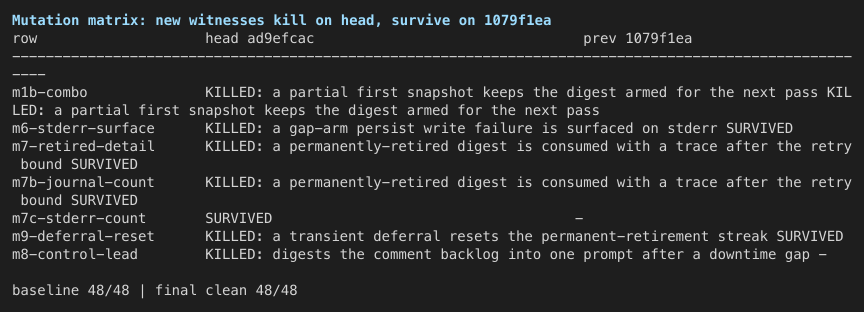 Mutation matrix: new witnesses kill on head, survive on 1079f1ea
row                    head ad9efcac                                prev 1079f1ea
----------------------------------------------------------------------------------------------------
----
m1b-combo              KILLED: a partial first snapshot keeps the digest armed for the next pass KIL
LED: a partial first snapshot keeps the digest armed for the next pass
m6-stderr-surface      KILLED: a gap-arm persist write failure is surfaced on stderr SURVIVED
m7-retired-detail      KILLED: a permanently-retired digest is consumed with a trace after the retry
 bound SURVIVED
m7b-journal-count      KILLED: a permanently-retired digest is consumed with a trace after the retry
 bound SURVIVED
m7c-stderr-count       SURVIVED                                    -
m9-deferral-reset      KILLED: a transient deferral resets the permanent-retirement streak SURVIVED
m8-control-lead        KILLED: digests the comment backlog into one prompt after a downtime gap -
baseline 48/48 | final clean 48/48